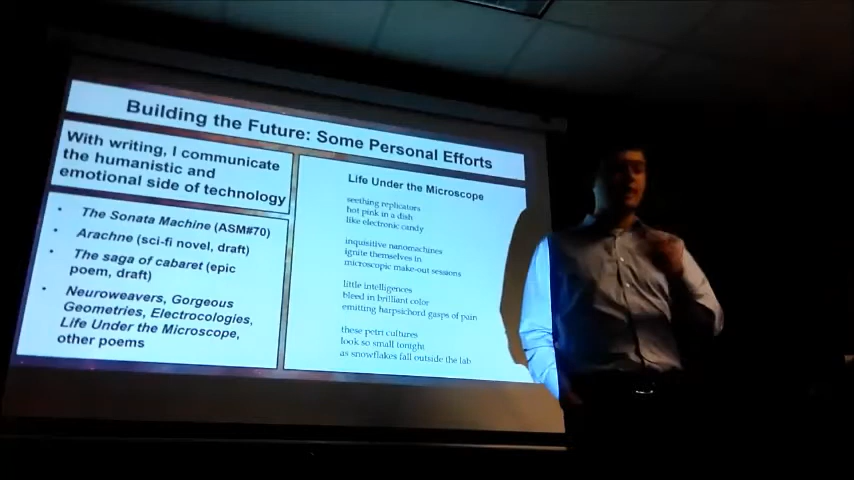 Building the Future: Some Personal Efforts
With writing, I communicate
the humanistic and
emotional side of technology
• The Sonata Machine (ASM#70)
• Arachne (sci-fi novel, draft)
• The saga of cabaret (epic
poem, draft)
• Neuroweavers, Gorgeous
Geometries, Electrocologies,
Life Under the Microscope,
other poems
Life Under the Microscope
seething replicators
hot pink in a dish
like electronic candy
inquisitive nanomachines
ignite themselves in
microscopic make-out sessions
little intelligences
bleed in brilliant color
emitting harpsichord gasps of pain
these petri cultures
look so small tonight
as snowflakes fall outside the lab